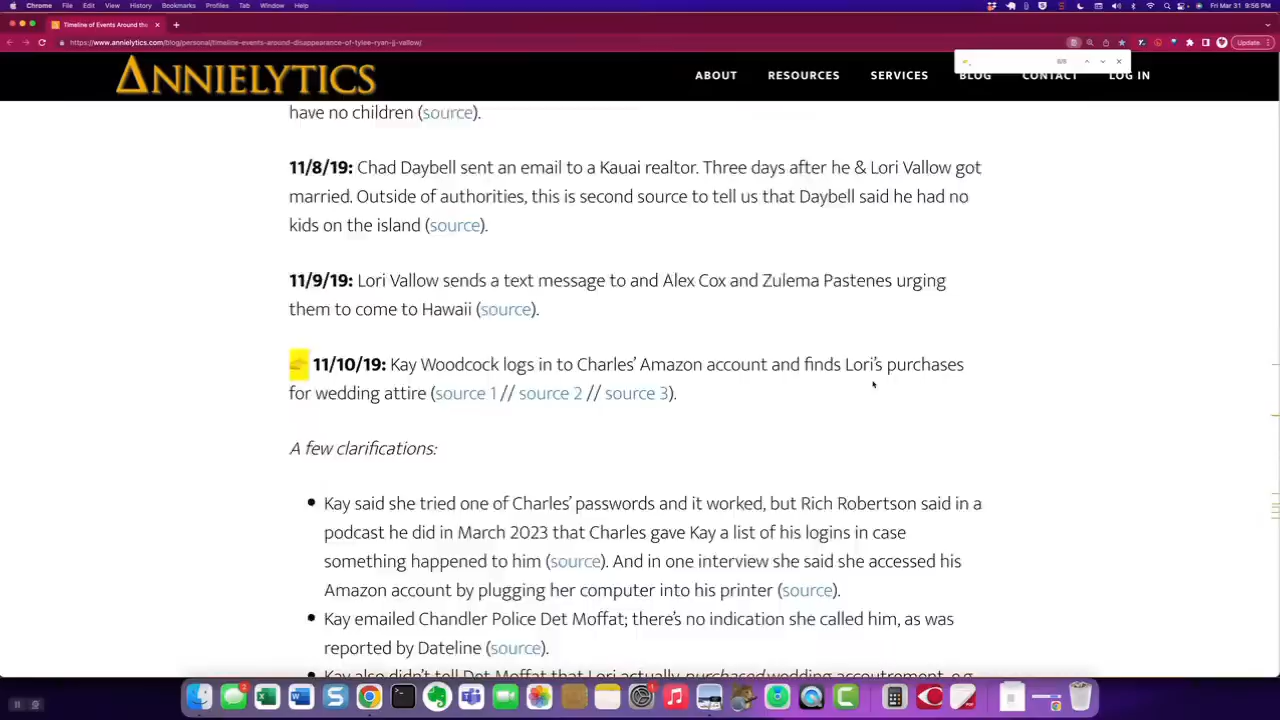 Chrome File Edit View History Bookmarks Profiles Tab Window Help
Fri Mar 31 9:56 PM
Timeline of Events Around the
https://www.annielytics.com/blog/personal/timeline-events-around-disappearance-of-tylee-ryan-jj-vallow/
Update
ANNIELYTICS
ABOUT RESOURCES SERVICES BLOG CONTACT LOG IN
have no children (source).
11/8/19: Chad Daybell sent an email to a Kauai realtor. Three days after he & Lori Vallow got
married. Outside of authorities, this is second source to tell us that Daybell said he had no
kids on the island (source).
11/9/19: Lori Vallow sends a text message to and Alex Cox and Zulema Pastenes urging
them to come to Hawaii (source).
11/10/19: Kay Woodcock logs in to Charles’ Amazon account and finds Lori’s purchases
for wedding attire (source 1 // source 2 // source 3).
A few clarifications:
• Kay said she tried one of Charles’ passwords and it worked, but Rich Robertson said in a
podcast he did in March 2023 that Charles gave Kay a list of his logins in case
something happened to him (source). And in one interview she said she accessed his
Amazon account by plugging her computer into his printer (source).
• Kay emailed Chandler Police Det Moffat; there’s no indication she called him, as was
reported by Dateline (source).
• Kay also didn’t tell Det Moffat that Lori actually purchased wedding accoutrement, e.g.